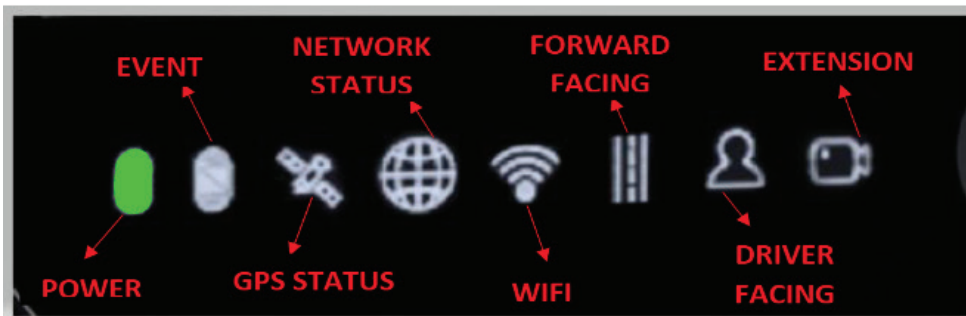 EVENT
NETWORK
STATUS
FORWARD
FACING
EXTENSION
POWER
GPS STATUS
WIFI
DRIVER
FACING